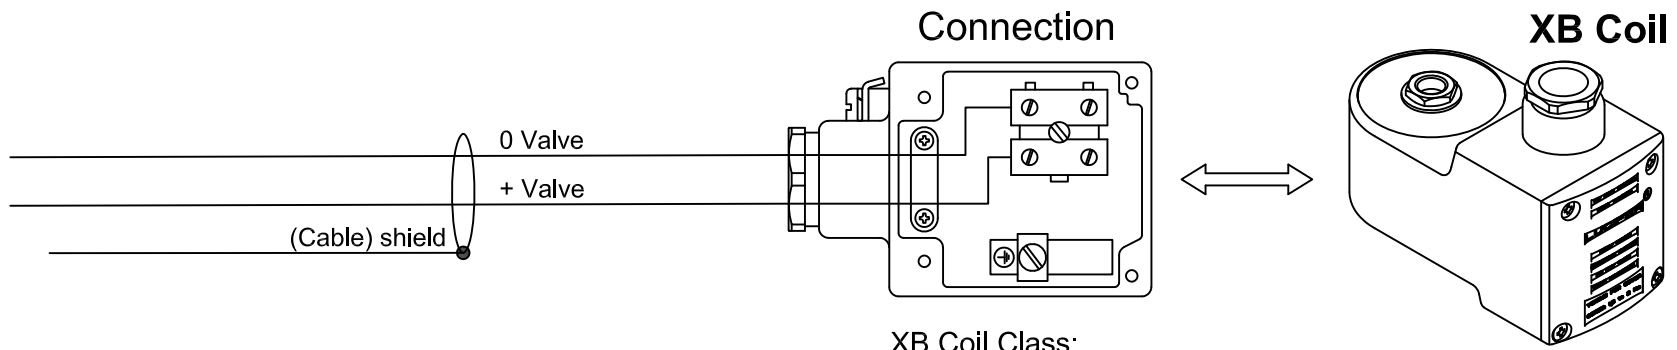 Connection
XB Coil
0 Valve
+ Valve
(Cable) shield
XB Coil Class: